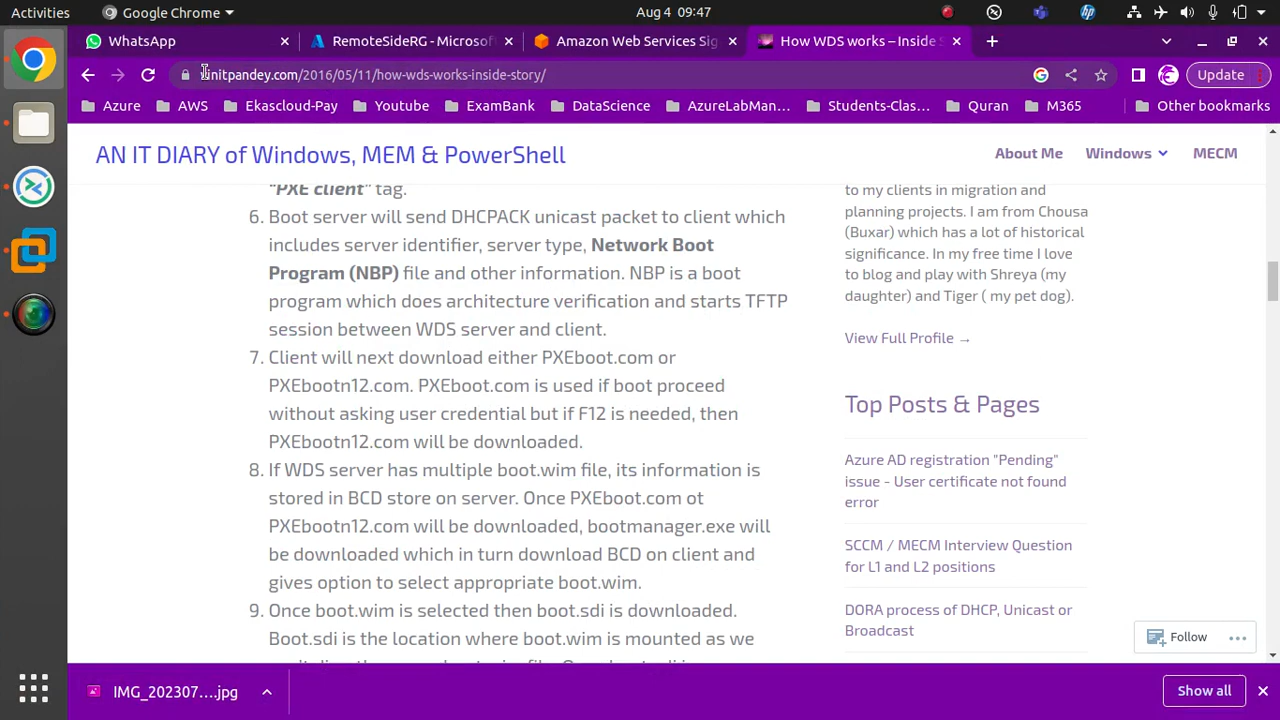 Activities
Google Chrome
Aug 4 09:47
WhatsApp
RemoteSideRG - Microsof
Amazon Web Services Sig
How WDS works – Inside S
unitpandey.com/2016/05/11/how-wds-works-inside-story/
Update
Azure
AWS
Ekascloud-Pay
Youtube
ExamBank
DataScience
AzureLabMan...
Students-Clas...
Quran
M365
Other bookmarks
AN IT DIARY of Windows, MEM & PowerShell
About Me
Windows
MECM
"PXE client" tag.
6. Boot server will send DHCPACK unicast packet to client which
includes server identifier, server type, Network Boot
Program (NBP) file and other information. NBP is a boot
program which does architecture verification and starts TFTP
session between WDS server and client.
7. Client will next download either PXEboot.com or
PXEbootn12.com. PXEboot.com is used if boot proceed
without asking user credential but if F12 is needed, then
PXEbootn12.com will be downloaded.
8. If WDS server has multiple boot.wim file, its information is
stored in BCD store on server. Once PXEboot.com ot
PXEbootn12.com will be downloaded, bootmanager.exe will
be downloaded which in turn download BCD on client and
gives option to select appropriate boot.wim.
9. Once boot.wim is selected then boot.sdi is downloaded.
Boot.sdi is the location where boot.wim is mounted as we
to my clients in migration and
planning projects. I am from Chousa
(Buxar) which has a lot of historical
significance. In my free time I love
to blog and play with Shreya (my
daughter) and Tiger ( my pet dog).
View Full Profile →
Top Posts & Pages
Azure AD registration "Pending"
issue - User certificate not found
error
SCCM / MECM Interview Question
for L1 and L2 positions
DORA process of DHCP, Unicast or
Broadcast
Follow
IMG_202307....jpg
Show all